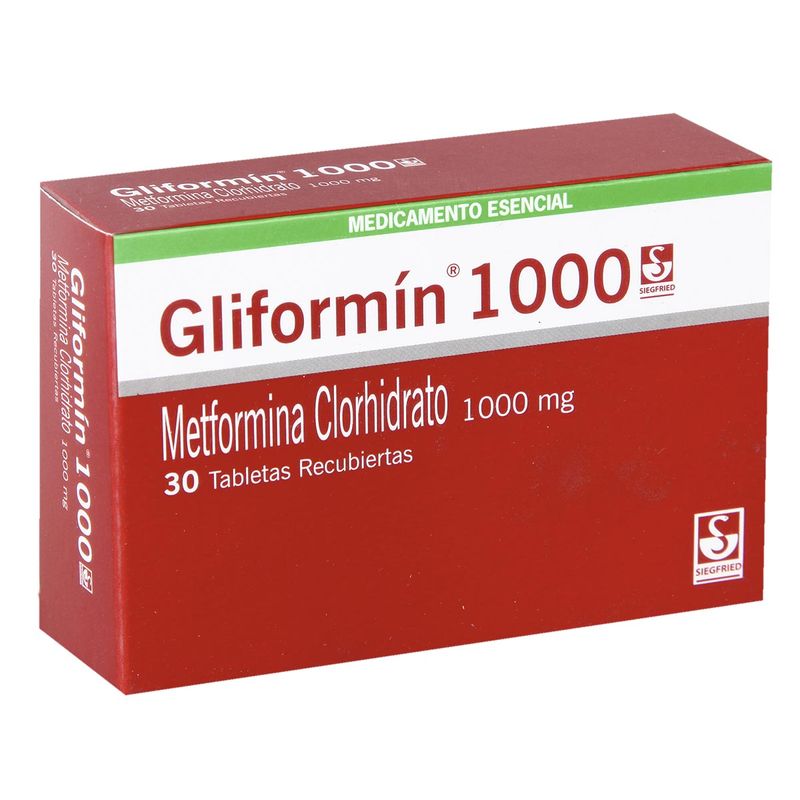 Gliformín® 1000
Metformina Clorhidrato 1000 mg
30 Tabletas Recubiertas
MEDICAMENTO ESENCIAL
Gliformín® 1000
SIEGFRIED
Metformina Clorhidrato 1000 mg
30 Tabletas Recubiertas
SIEGFRIED
Gliformín® 1000
Metformina Clorhidrato 1000 mg
30 Tabletas Recubiertas